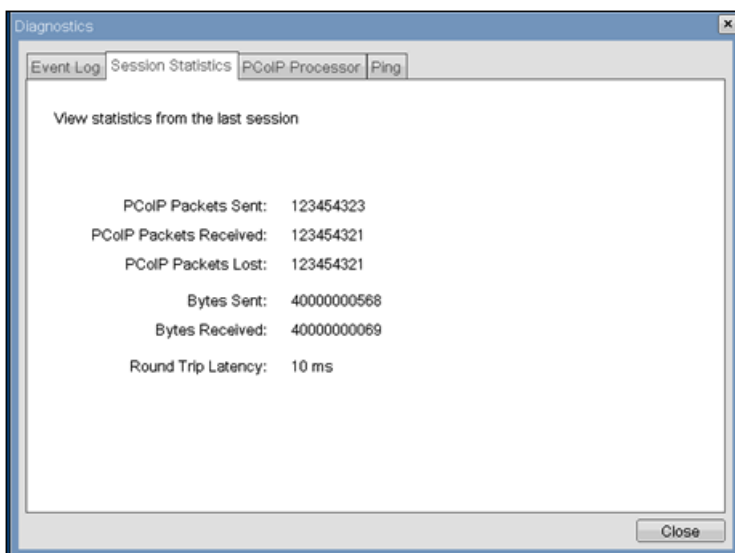 Diagnostics
Event Log Session Statistics PCoIP Processor Ping
View statistics from the last session
PCoIP Packets Sent: 123454323
PCoIP Packets Received: 123454321
PCoIP Packets Lost: 123454321
Bytes Sent: 40000000568
Bytes Received: 40000000069
Round Trip Latency: 10 ms
Close